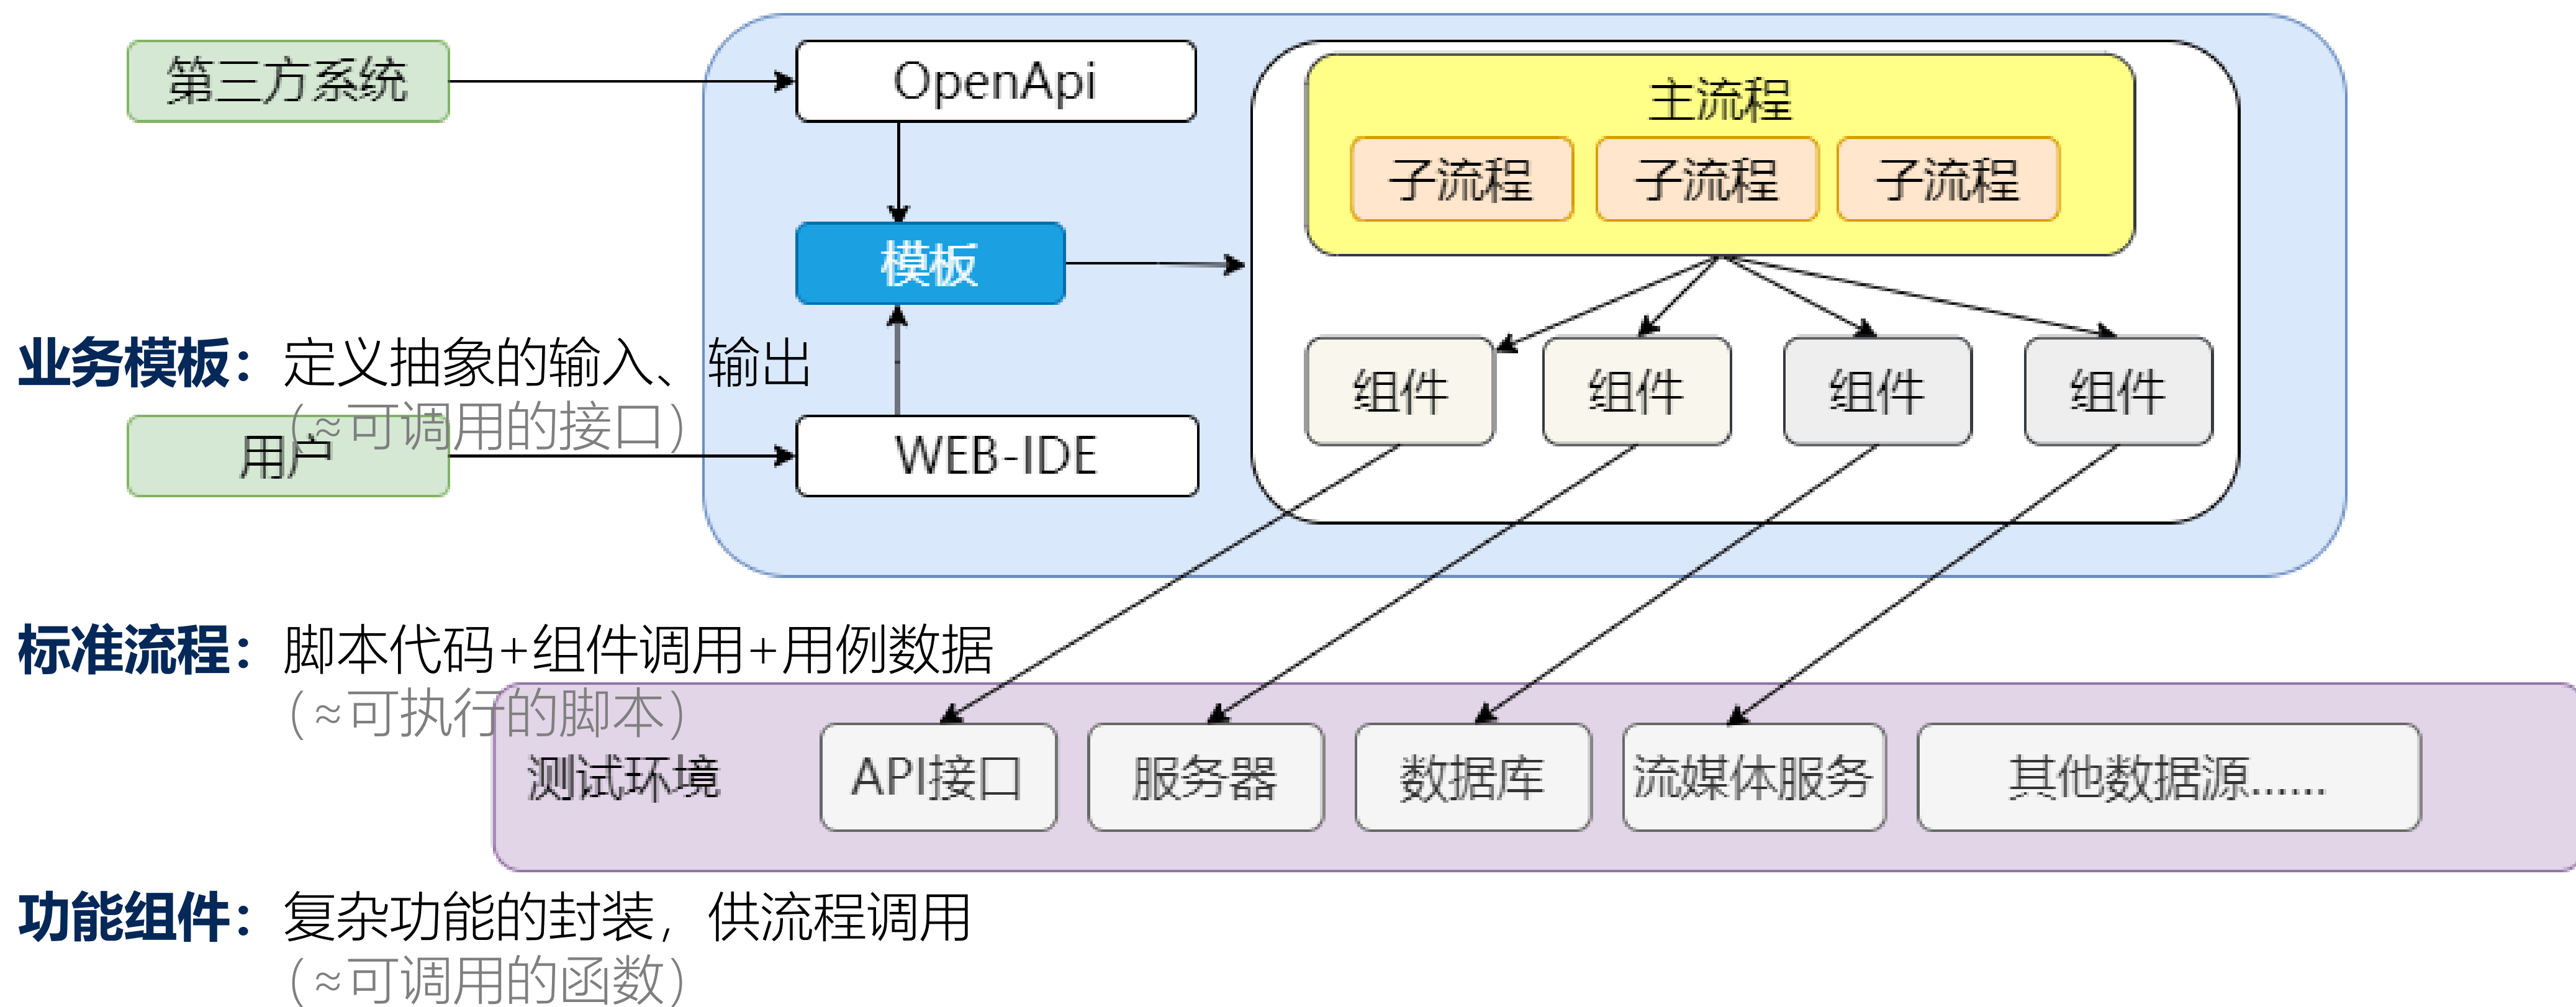 第三方系统
OpenApi
主流程
子流程 子流程 子流程
模板
业务模板：定义抽象的输入、输出
（≈可调用的接口）
组件 组件 组件 组件
用户
WEB-IDE
标准流程：脚本代码+组件调用+用例数据
（≈可执行的脚本）
测试环境 API接口 服务器 数据库 流媒体服务 其他数据源......
功能组件：复杂功能的封装，供流程调用
（≈可调用的函数）